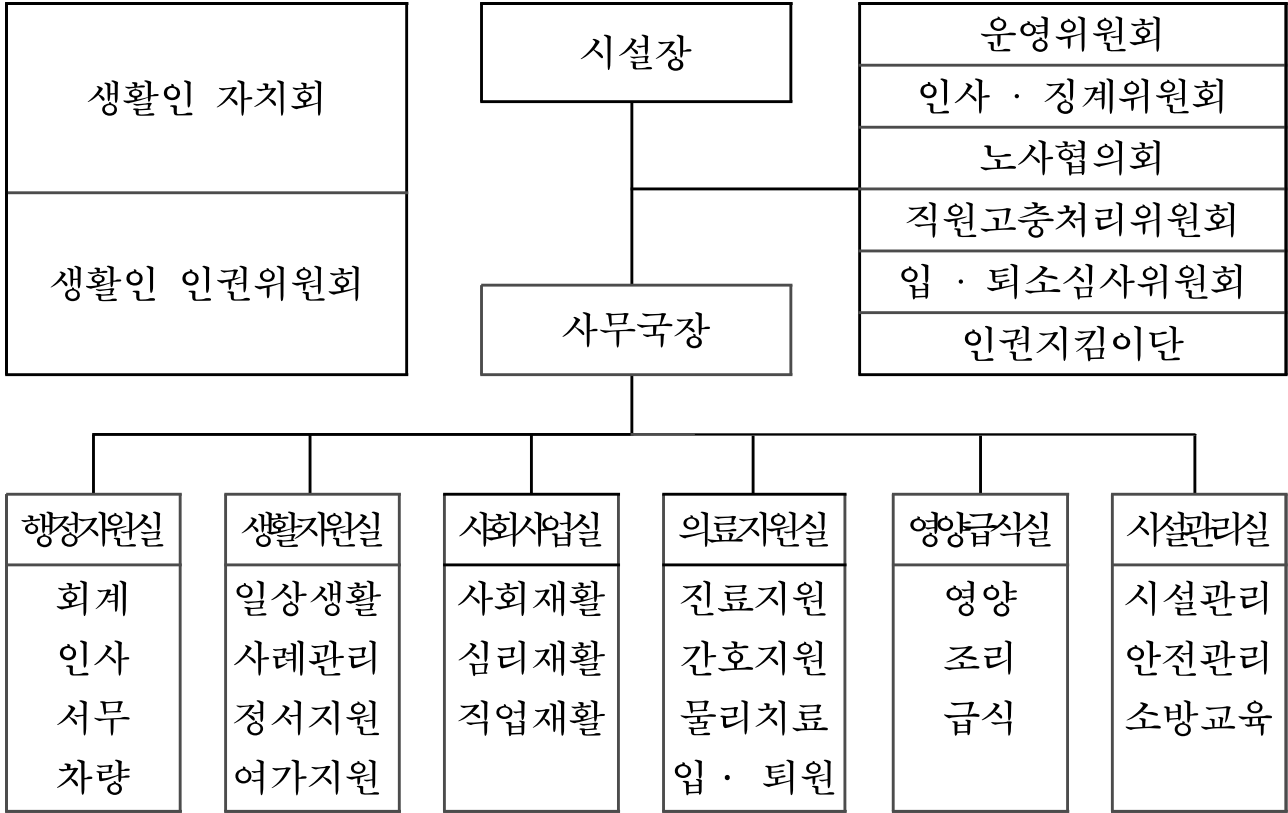 생활인 자치회
생활인 인권위원회
시설장
사무국장
운영위원회
인사 · 징계위원회
노사협의회
직원고충처리위원회
입 · 퇴소심사위원회
인권지킴이단
행정지원실
회계
인사
서무
차량
생활지원실
일상생활
사례관리
정서지원
여가지원
사회사업실
사회재활
심리재활
직업재활
의료지원실
진료지원
간호지원
물리치료
입 · 퇴원
영양급식실
영양
조리
급식
시설관리실
시설관리
안전관리
소방교육